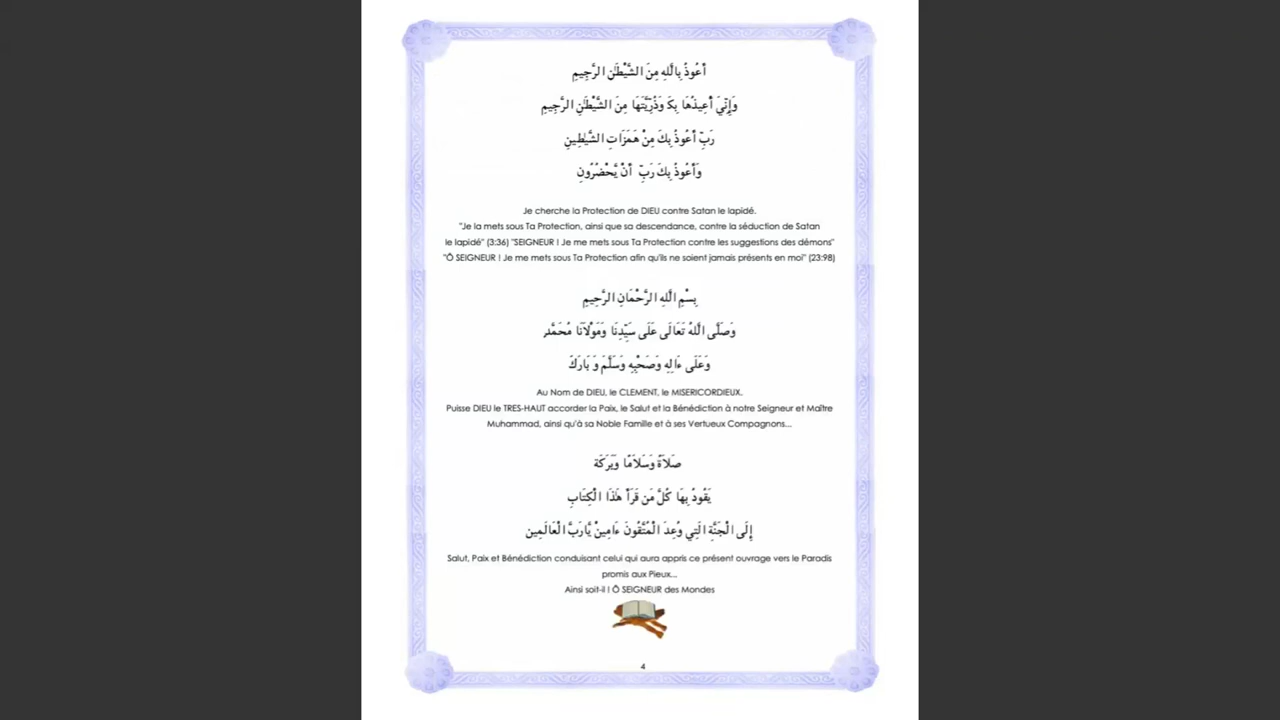 أَعُوذُ بِاللَّهِ مِنَ الشَّيْطَٰنِ الرَّجِيمِ
وَإِنِّيَ أُعِيذُهَا بِكَ وَذُرِّيَّتَهَا مِنَ الشَّيْطَٰنِ الرَّجِيمِ
رَبِّ أَعُوذُ بِكَ مِنْ هَمَزَاتِ الشَّيَٰطِينِ
وَأَعُوذُ بِكَ رَبِّ أَنْ يَّحْضُرُونِ
Je cherche la Protection de DIEU contre Satan le lapidé.
"Je la mets sous Ta Protection, ainsi que sa descendance, contre la séduction de Satan
le lapidé" (3:36) "SEIGNEUR ! Je me mets sous Ta Protection contre les suggestions des démons"
"Ô SEIGNEUR ! Je me mets sous Ta Protection afin qu'ils ne soient jamais présents en moi" (23:98)
بِسْمِ اللَّهِ الرَّحْمَانِ الرَّحِيمِ
وَصَلَّى اللَّهُ تَعَالَى عَلَى سَيِّدِنَا وَمَوْلَانَا مُحَمَّدٍ
وَعَلَى ءَالِهِ وَصَحْبِهِ وَسَلَّمَ وَ بَارَكَ
Au Nom de DIEU, le CLEMENT, le MISERICORDIEUX.
Puisse DIEU le TRES-HAUT accorder la Paix, le Salut et la Bénédiction à notre Seigneur et Maître
Muhammad, ainsi qu'à sa Noble Famille et à ses Vertueux Compagnons...
صَلَاةً وَسَلَامًا وَبَرَكَةً
يَقُودُ بِهَا كُلَّ مَن قَرَأَ هَٰذَا الْكِتَابِ
إِلَى الْجَنَّةِ الَتِي وُعِدَ الْمُتَّقُونَ ءَامِينْ يَّارَبَّ الْعَالَمِين
Salut, Paix et Bénédiction conduisant celui qui aura appris ce présent ouvrage vers le Paradis
promis aux Pieux...
Ainsi soit-il ! Ô SEIGNEUR des Mondes
4